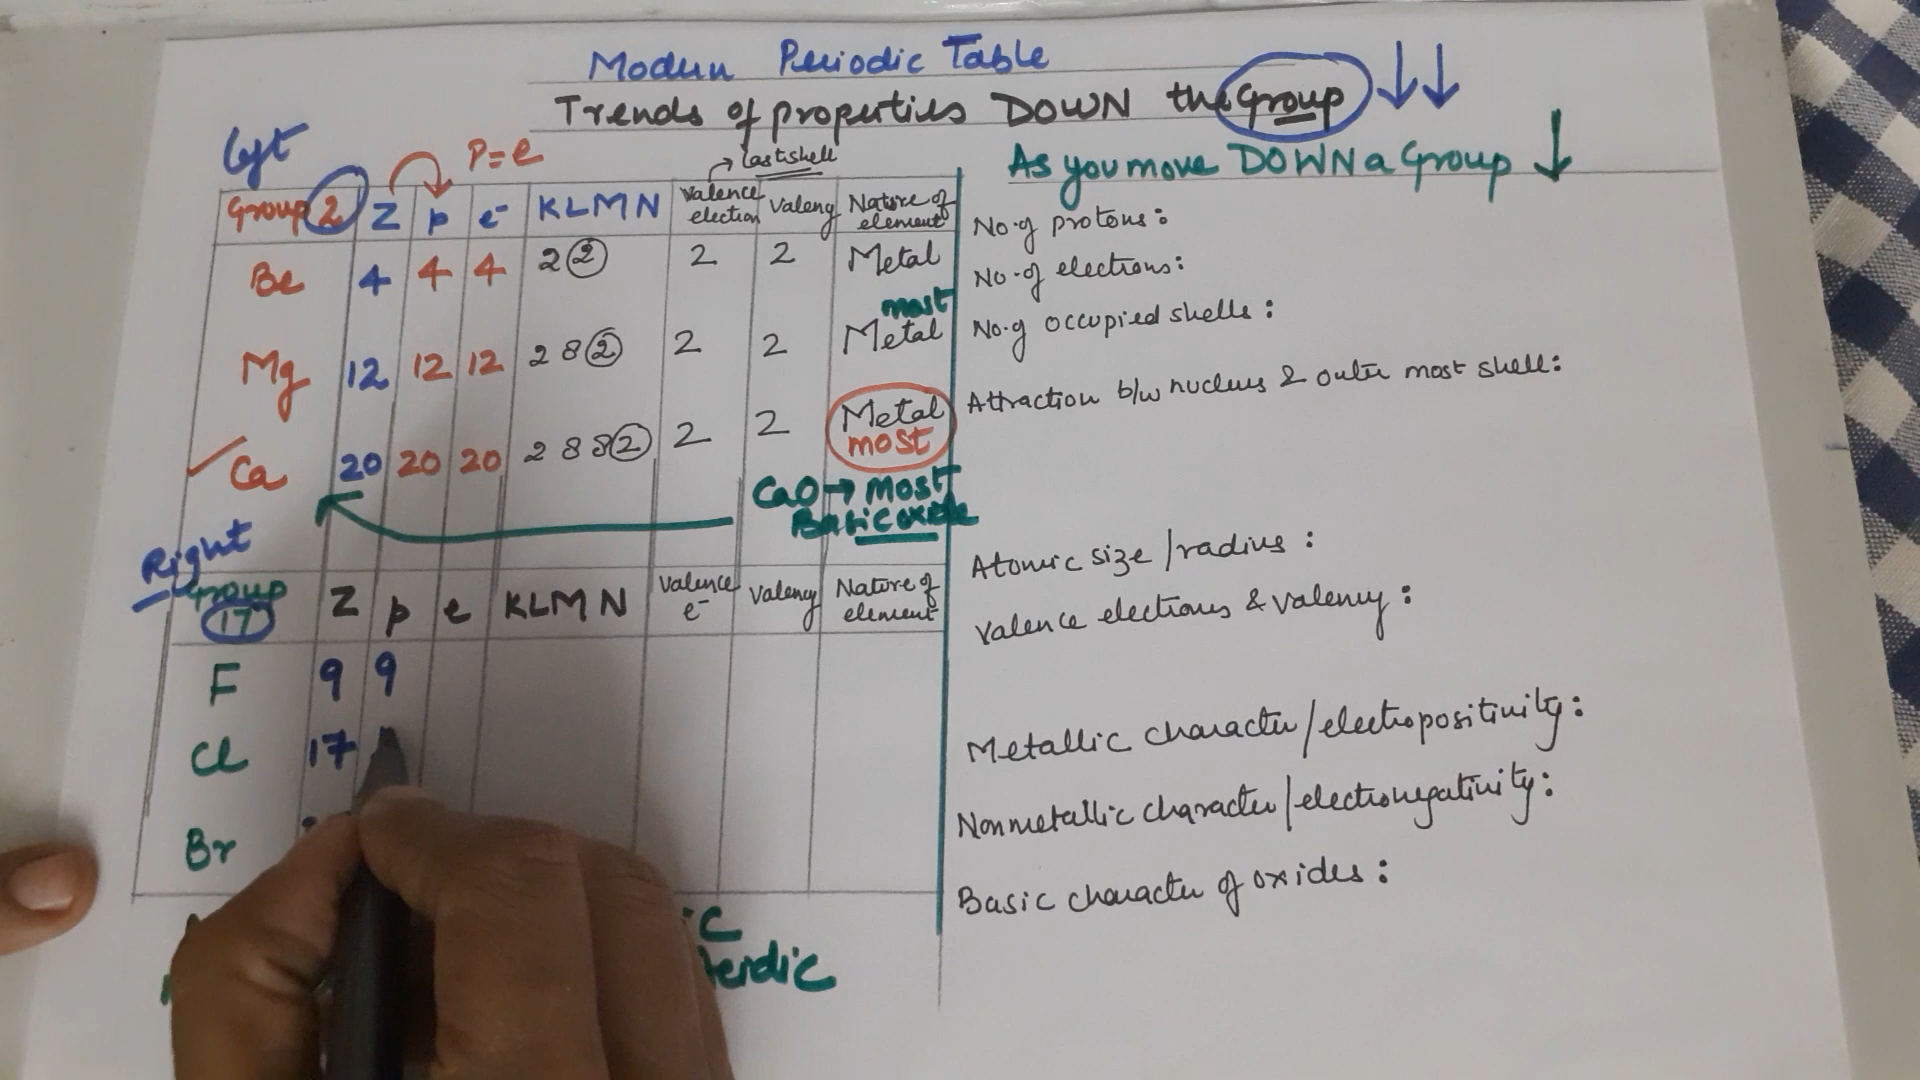 Modern Periodic Table
Trends of properties DOWN the Group
Left
P=e
last shell
As you move DOWN a Group
Group 2 Z p e- KLMN Valence election Valency Nature of element
Be 4 4 4 2 2 2 2 Metal
most
Mg 12 12 12 2 8 2 2 2 Metal
Ca 20 20 20 2 8 8 2 2 2 Metal
most
CaO → Most
Basic oxide
Right
Group 17 Z p e KLMN Valence e- Valency Nature of element
F 9 9
Cl 17
Br
No. of protons:
No. of elections:
No. of occupied shells:
Attraction b/w nucleus & outer most shell:
Atomic size/radius:
Valence elections & valency:
Metallic character/electropositivity:
Nonmetallic character/electronegativity:
Basic character of oxides: